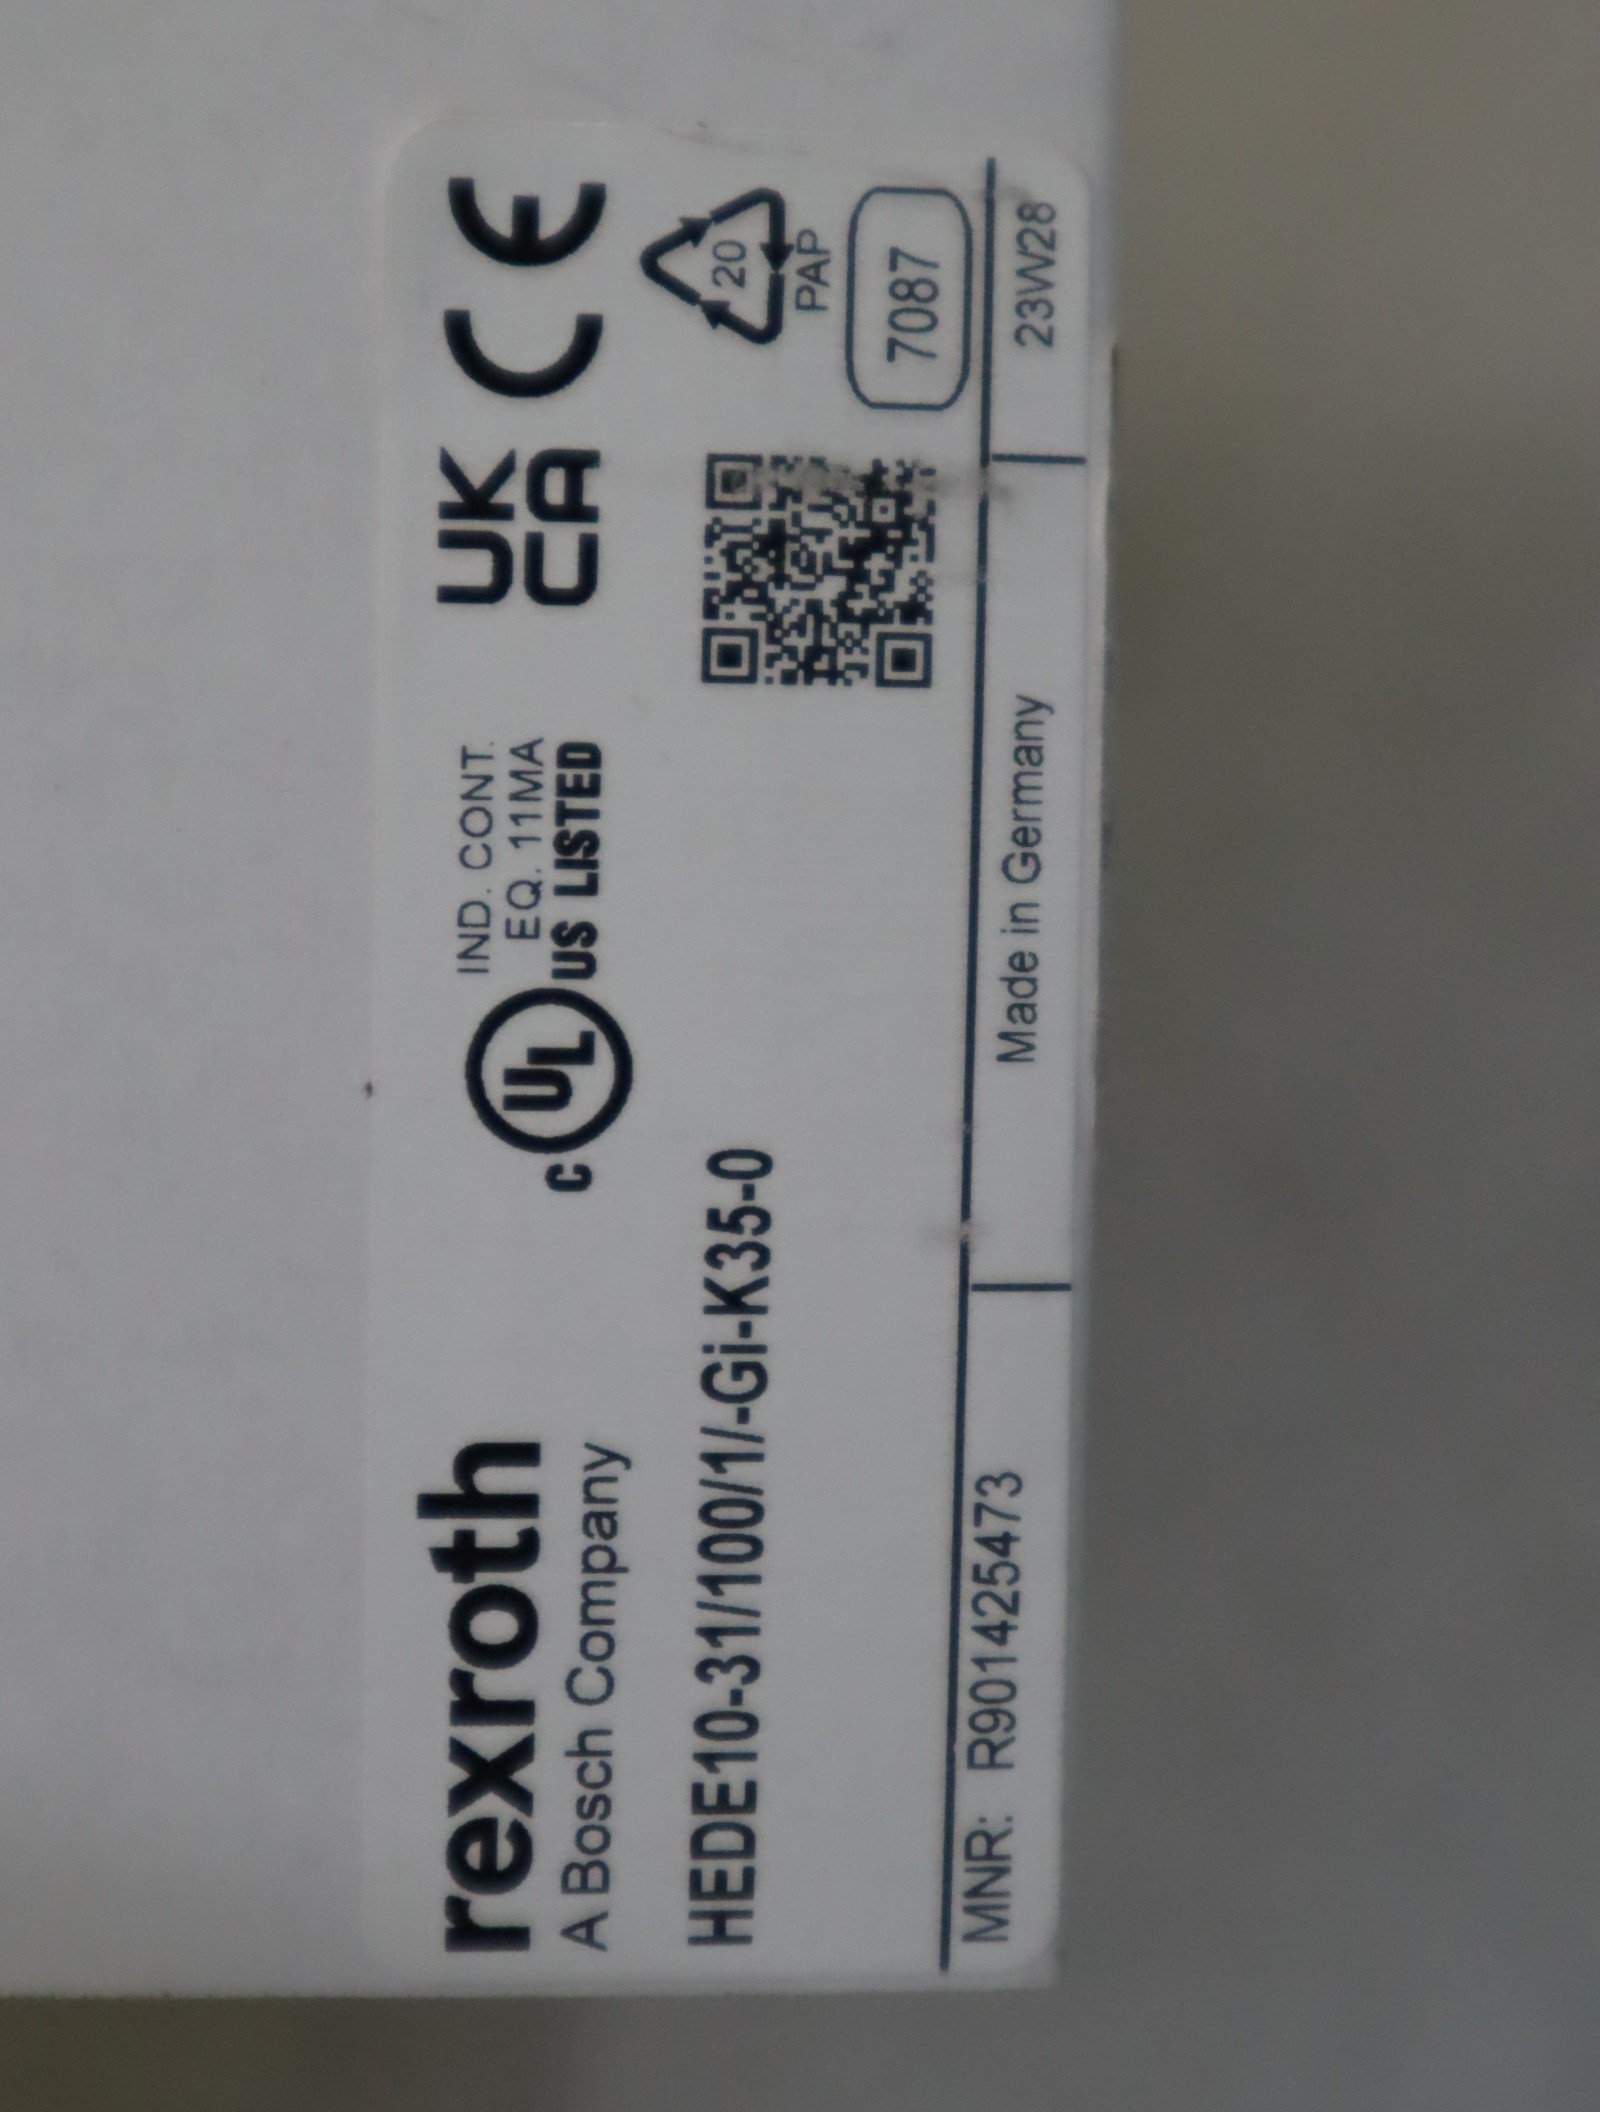 rexroth
A Bosch Company
c UL US LISTED
IND. CONT.
EQ. 11MA
UK
CA
CE
HEDE10-31/100/1/-Gi-K35-0
20
PAP
7087
MNR: R901425473
Made in Germany
23W28